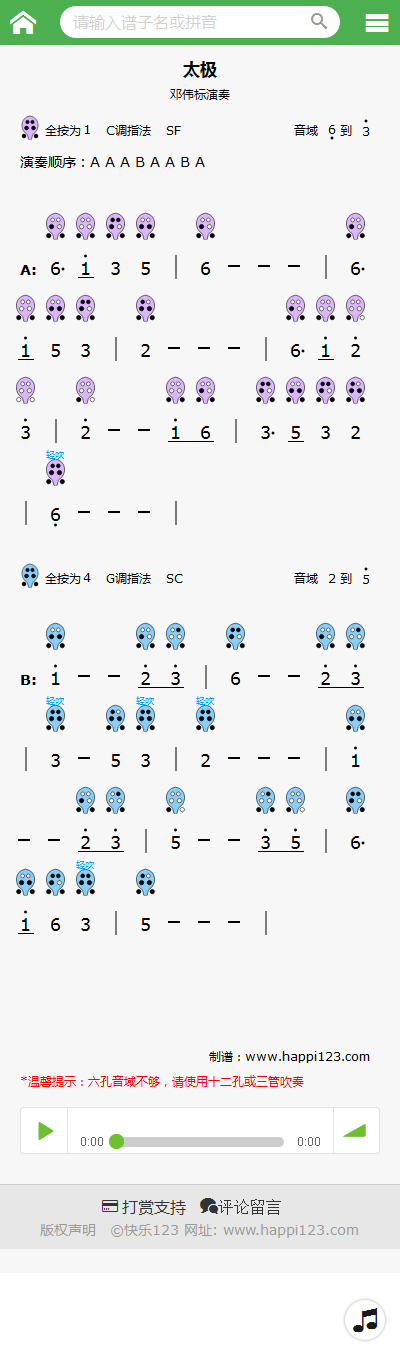 请输入谱子名或拼音
太极
邓伟标演奏
全按为1 C调指法 SF 音域 6̣ 到 3̇
演奏顺序：A A A B A A B A
A: 6· 1̇ 3 5 | 6 － － － | 6·
1̇ 5 3 | 2 － － － | 6· 1̇ 2̇
3̇ | 2̇ － － 1̇ 6 | 3· 5 3 2
轻吹
| 6̣ － － － |
全按为4 G调指法 SC 音域 2 到 5̇
B: 1̇ － － 2̇ 3̇ | 6 － － 2̇ 3̇
轻吹 轻吹 轻吹
| 3 － 5 3 | 2 － － － | 1̇
－ － 2̇ 3̇ | 5̇ － － 3̇ 5̇ | 6·
轻吹
1̇ 6 3 | 5 － － － |
制谱：www.happi123.com
*温馨提示：六孔音域不够，请使用十二孔或三管吹奏
0:00 0:00
打赏支持 评论留言
版权声明 ©快乐123 网址: www.happi123.com